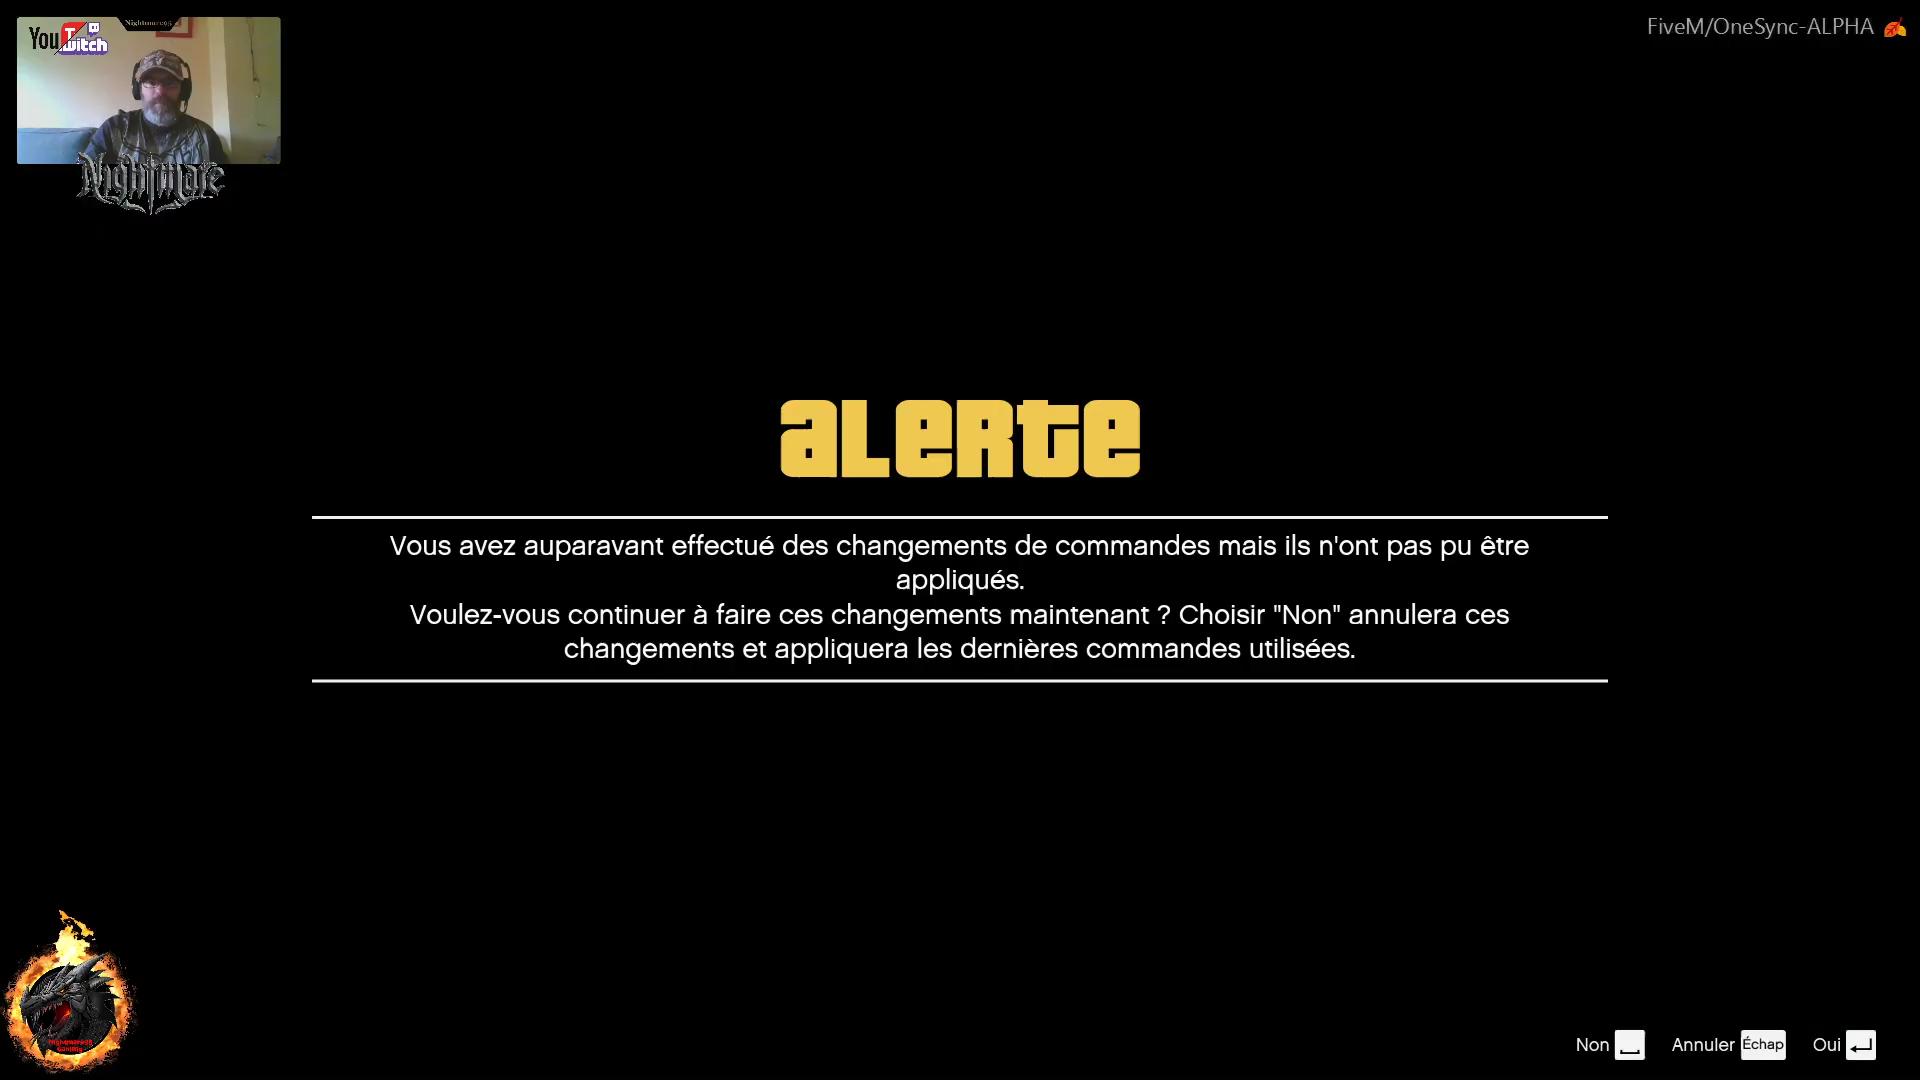 YouTwitch
Nightmare
FiveM/OneSync-ALPHA
aLeRte
Vous avez auparavant effectué des changements de commandes mais ils n'ont pas pu être
appliqués.
Voulez-vous continuer à faire ces changements maintenant ? Choisir "Non" annulera ces
changements et appliquera les dernières commandes utilisées.
Non Annuler Échap Oui